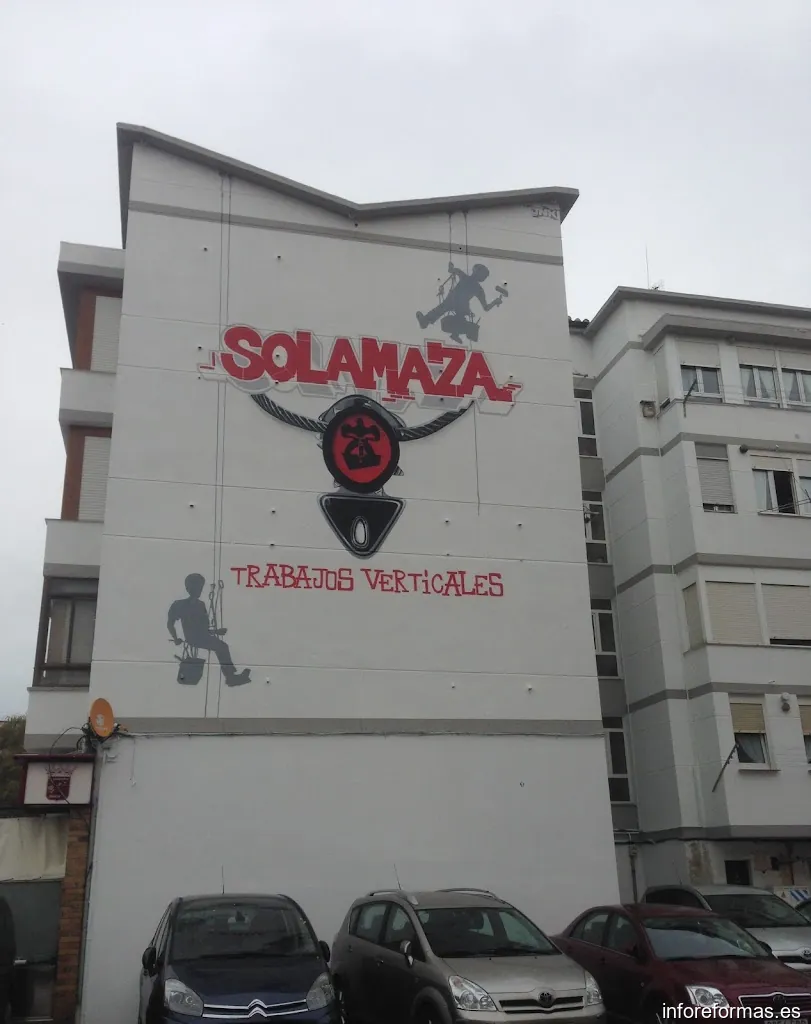 SOLAMAZA
TRABAJOS VERTiCALES
inforeformas.es